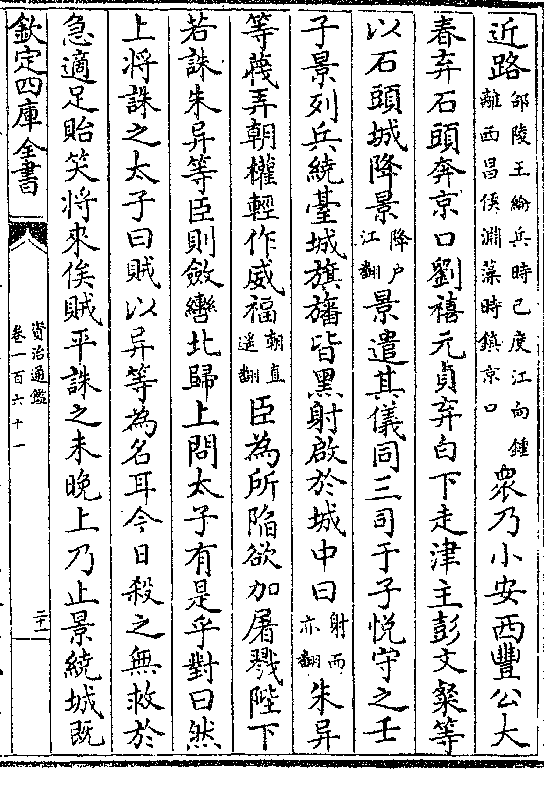 近路邵陵王綸兵時已度江向鍾離西昌侯淵藻時鎮京口衆乃小安西豐公大
春弃石頭奔京口劉禧元貞弃白下走津主彭文粲等
以石頭城降景降户江翻景遣其儀同三司于子悦守之壬
子景列兵繞臺城旗旛皆黑射啟於城中曰射而亦翻朱异
等蔑弄朝權輕作威福朝直遥翻臣為所陷欲加屠戮陛下
若誅朱异等臣則斂轡北歸上問太子有是乎對曰然
上將誅之太子曰賊以异等為名耳今日殺之無救於
急適足貽笑將來俟賊平誅之未晚上乃止景繞城既
欽定四庫全書
資治通鑑
卷一百六十一
二十一